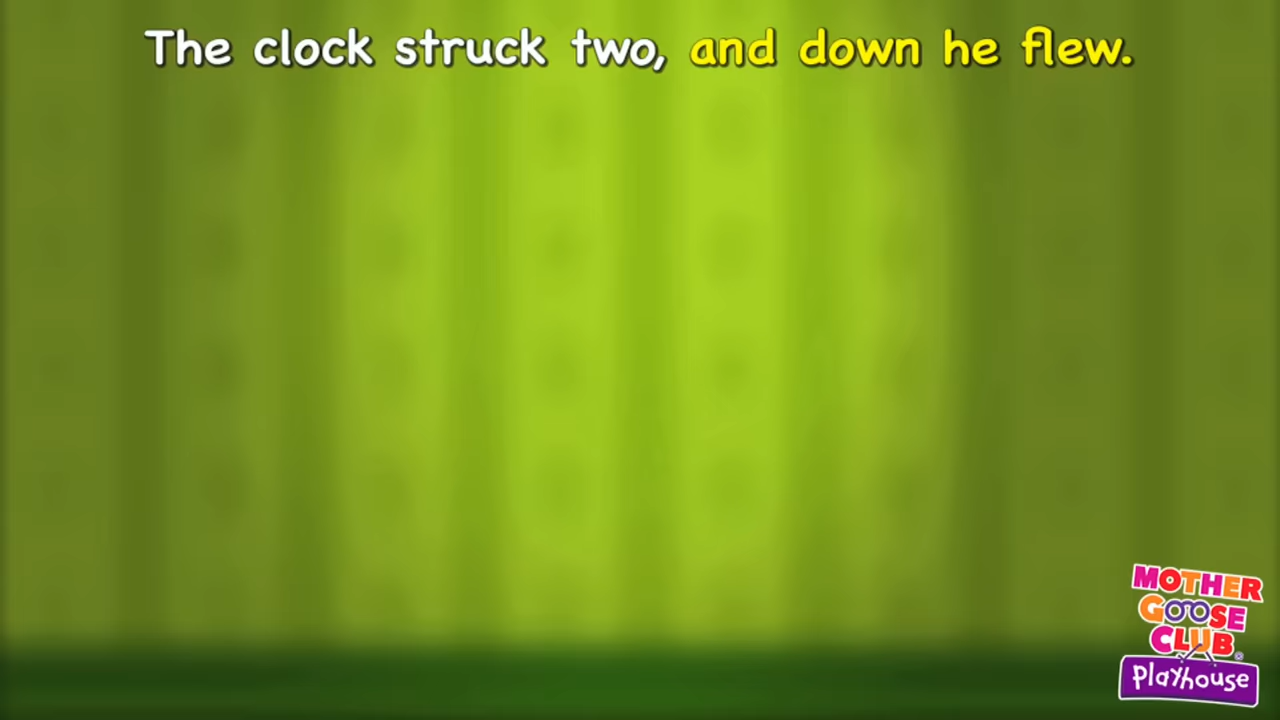 The clock struck two, and down he flew.
MOTHER
GOOSE
CLUB
Playhouse